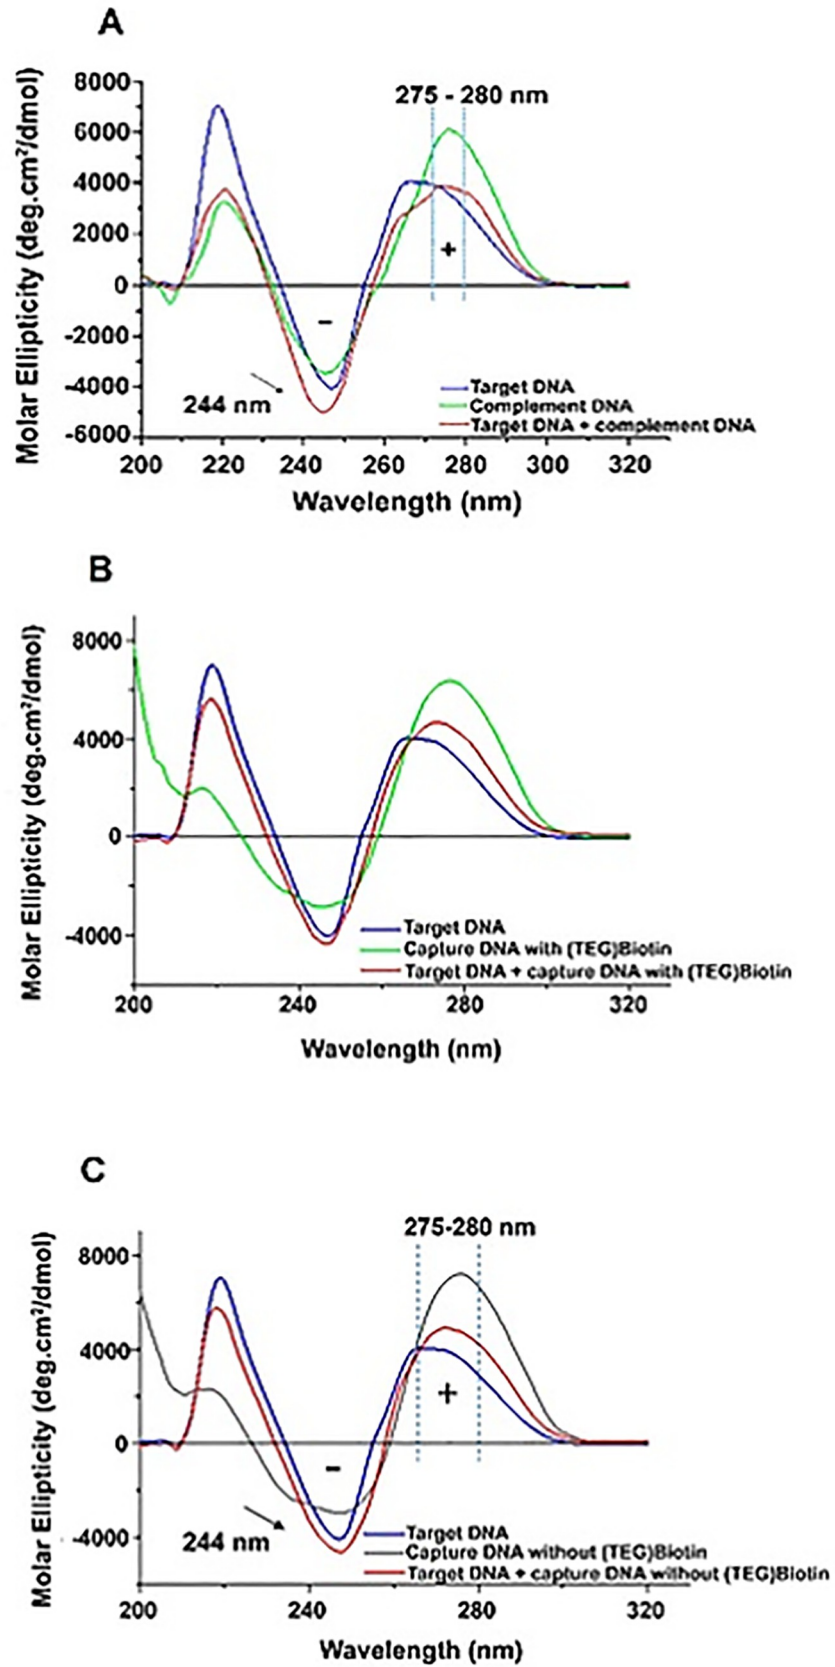 A
275 - 280 nm
8000
6000
4000
2000
0
-2000
-4000
-6000
Molar Ellipticity (deg.cm²/dmol)
+
−
244 nm
Target DNA
Complement DNA
Target DNA + complement DNA
200 220 240 260 280 300 320
Wavelength (nm)
B
8000
4000
0
-4000
Molar Ellipticity (deg.cm²/dmol)
Target DNA
Capture DNA with (TEG)Biotin
Target DNA + capture DNA with (TEG)Biotin
200 240 280 320
Wavelength (nm)
C
275-280 nm
8000
4000
0
-4000
Molar Ellipticity (deg.cm²/dmol)
+
−
244 nm
Target DNA
Capture DNA without (TEG)Biotin
Target DNA + capture DNA without (TEG)Biotin
200 240 280 320
Wavelength (nm)